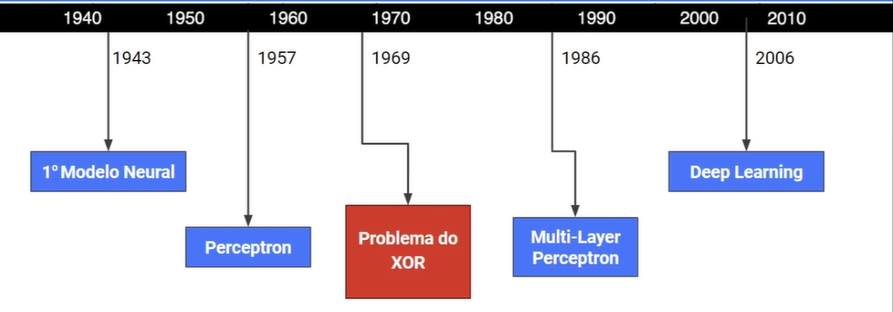 1940 1950 1960 1970 1980 1990 2000 2010
1943 1957 1969 1986 2006
1º Modelo Neural
Deep Learning
Perceptron
Problema do
XOR
Multi-Layer
Perceptron